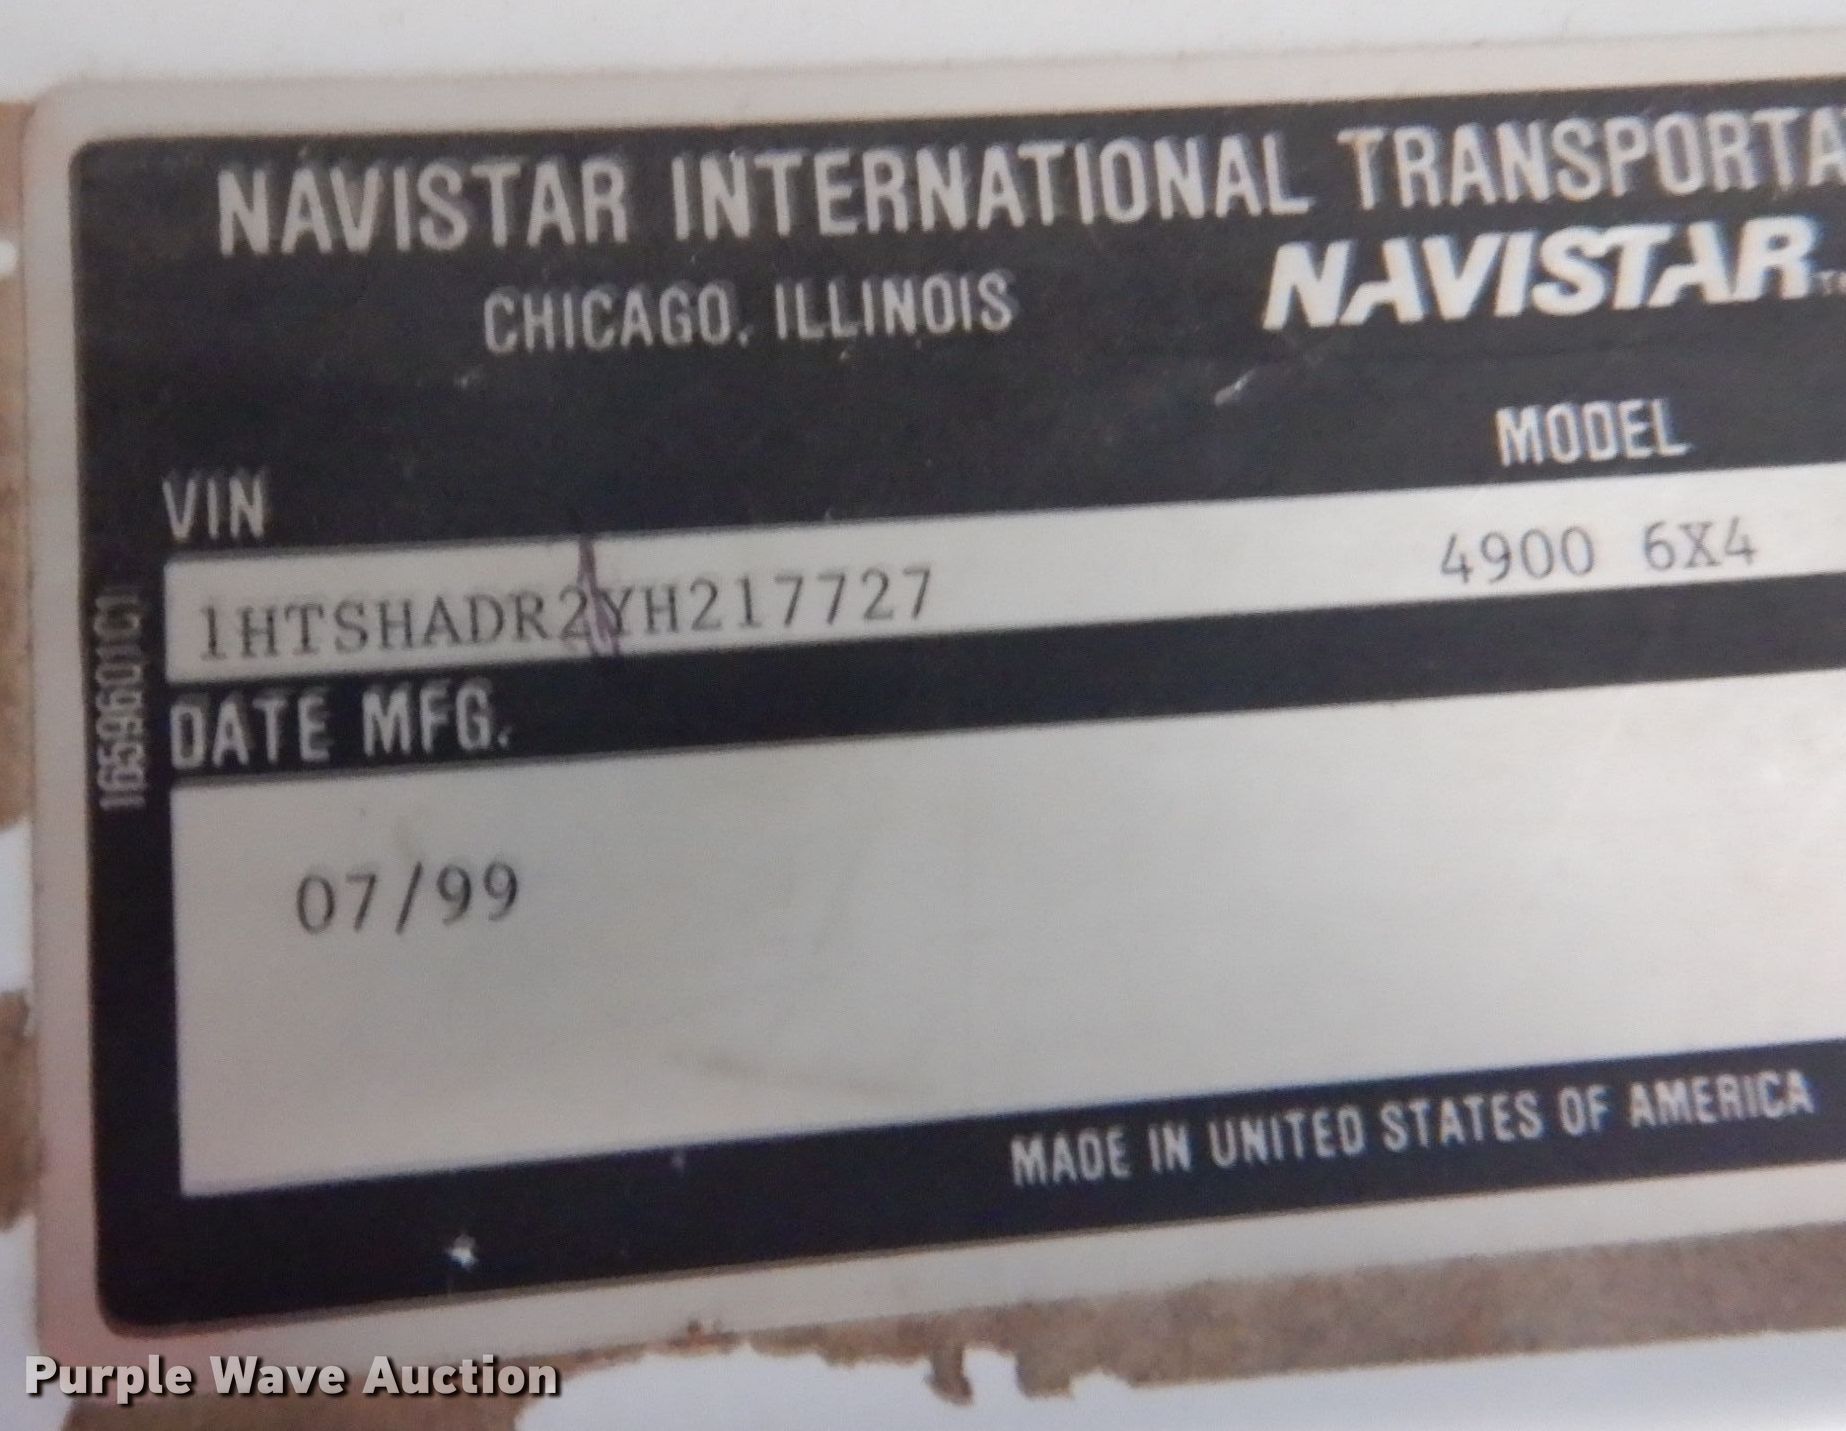 NAVISTAR INTERNATIONAL TRANSPORTA
CHICAGO, ILLINOIS
NAVISTAR
MODEL
VIN
4900 6X4
1HTSHADR2YH217727
DATE MFG.
07/99
MADE IN UNITED STATES OF AMERICA
Purple Wave Auction